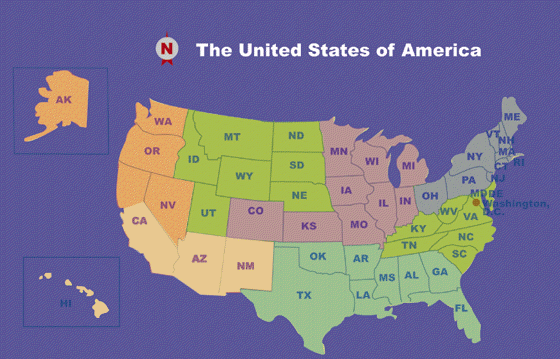 N The United States of America
AK
WA
MT
ND
MN
ME
VT
NH
OR
ID
SD
WI
MI
NY
MA
CT
RI
WY
IA
PA
NJ
NV
UT
NE
IL
IN
OH
MD
DE
CA
CO
KS
MO
KY
WV
VA
Washington,
D.C.
AZ
NM
OK
AR
TN
NC
SC
TX
LA
MS
AL
GA
FL
HI